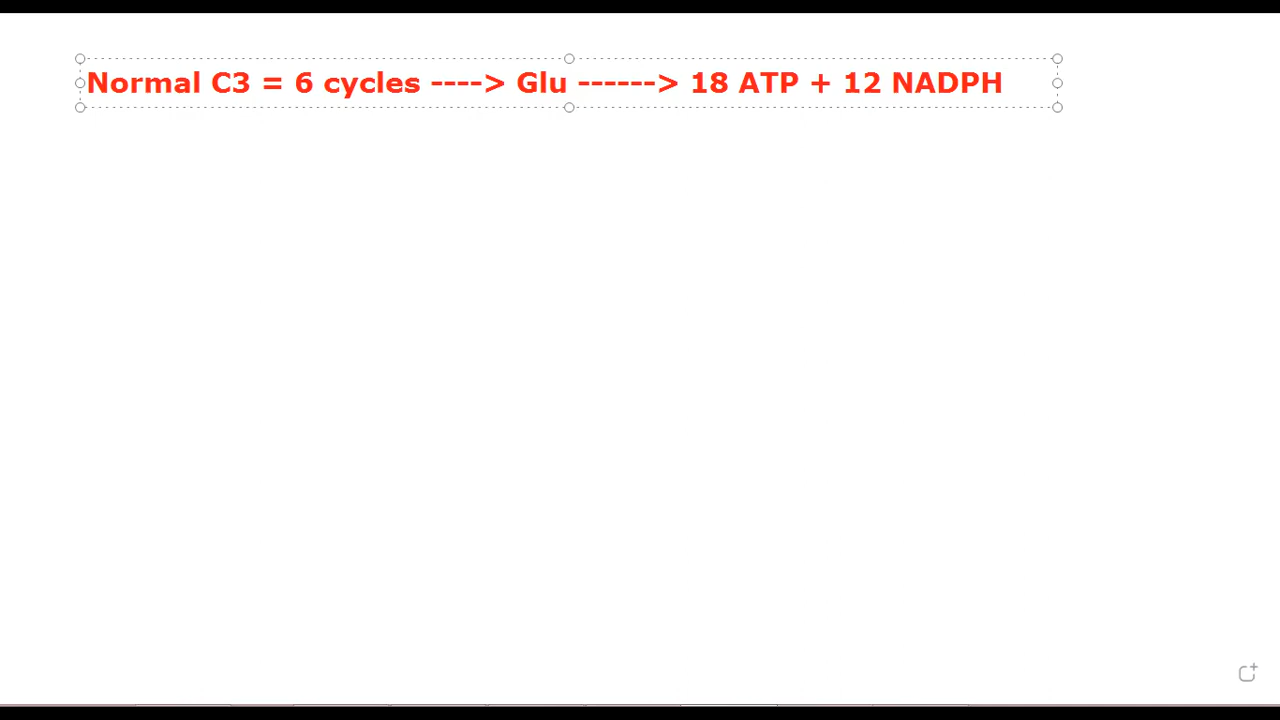 Normal C3 = 6 cycles ----> Glu ------> 18 ATP + 12 NADPH